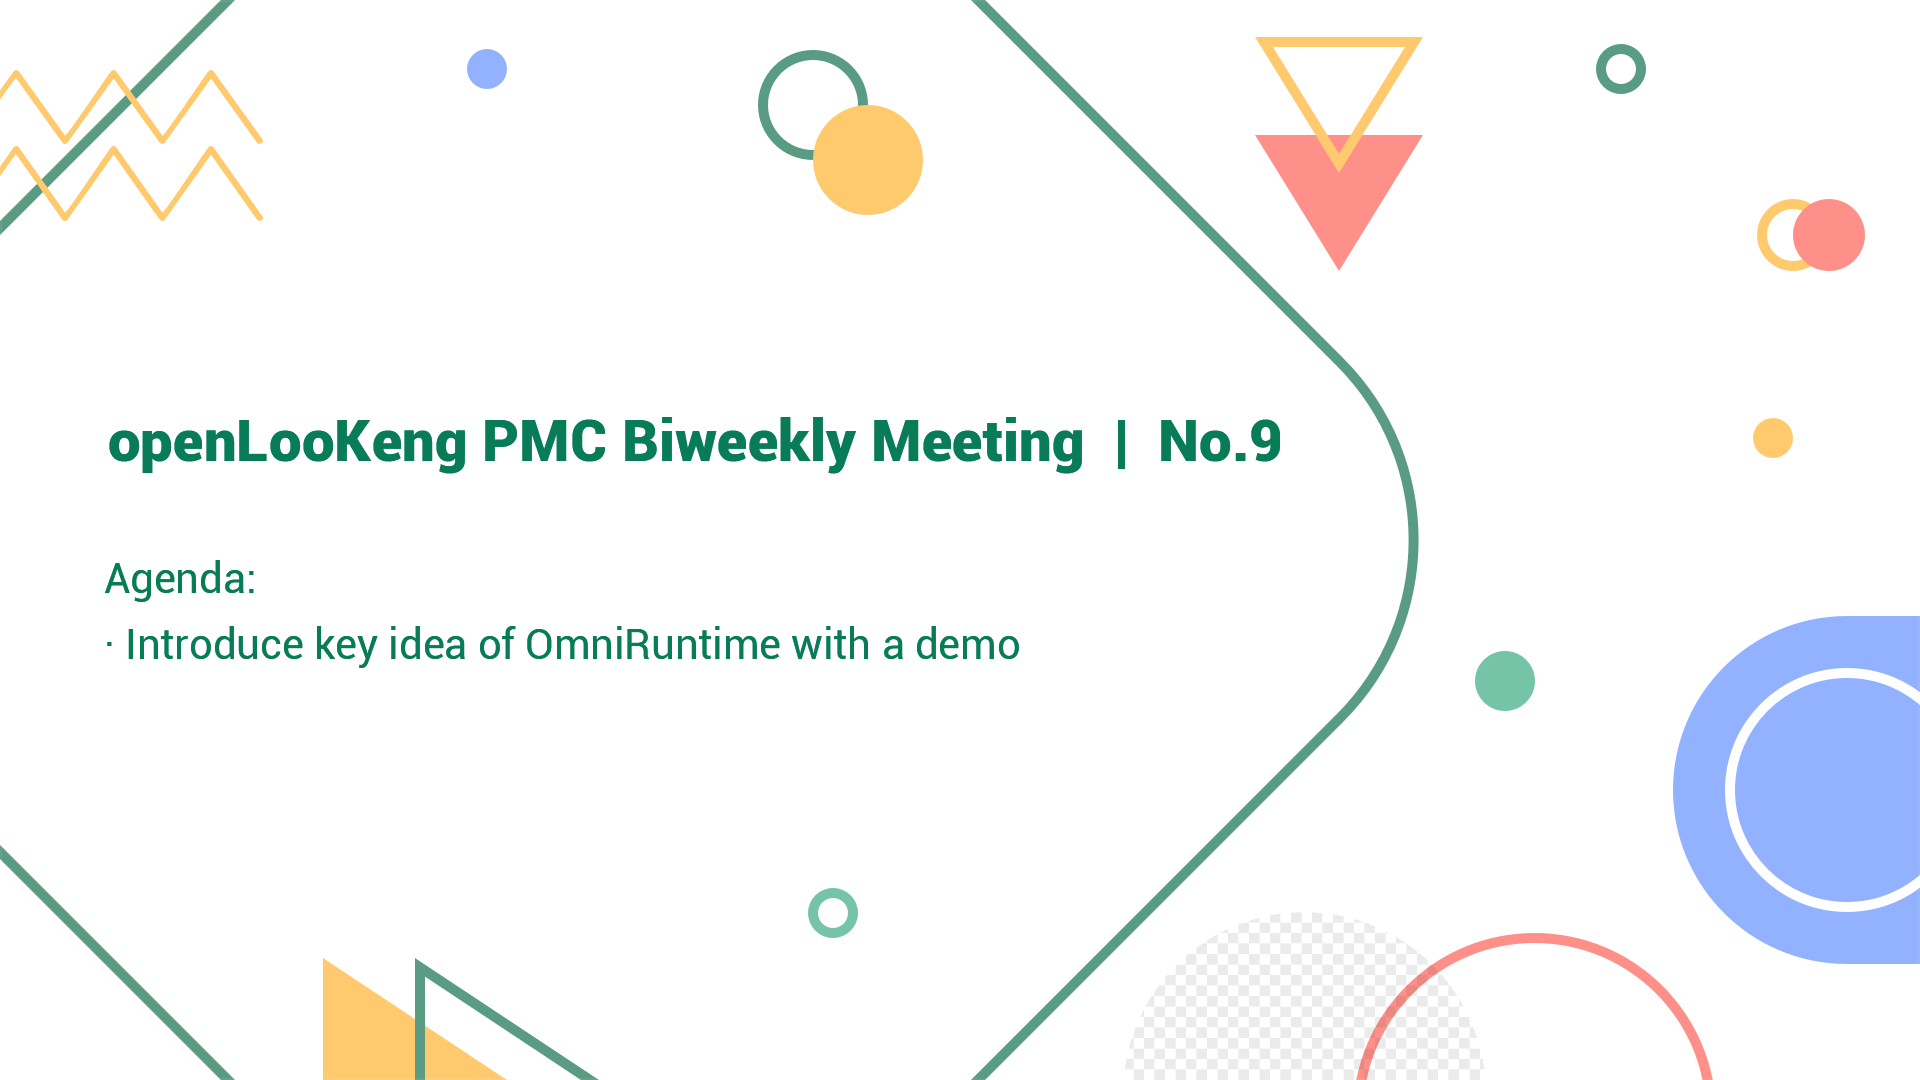 openLooKeng PMC Biweekly Meeting | No.9
Agenda:
· Introduce key idea of OmniRuntime with a demo